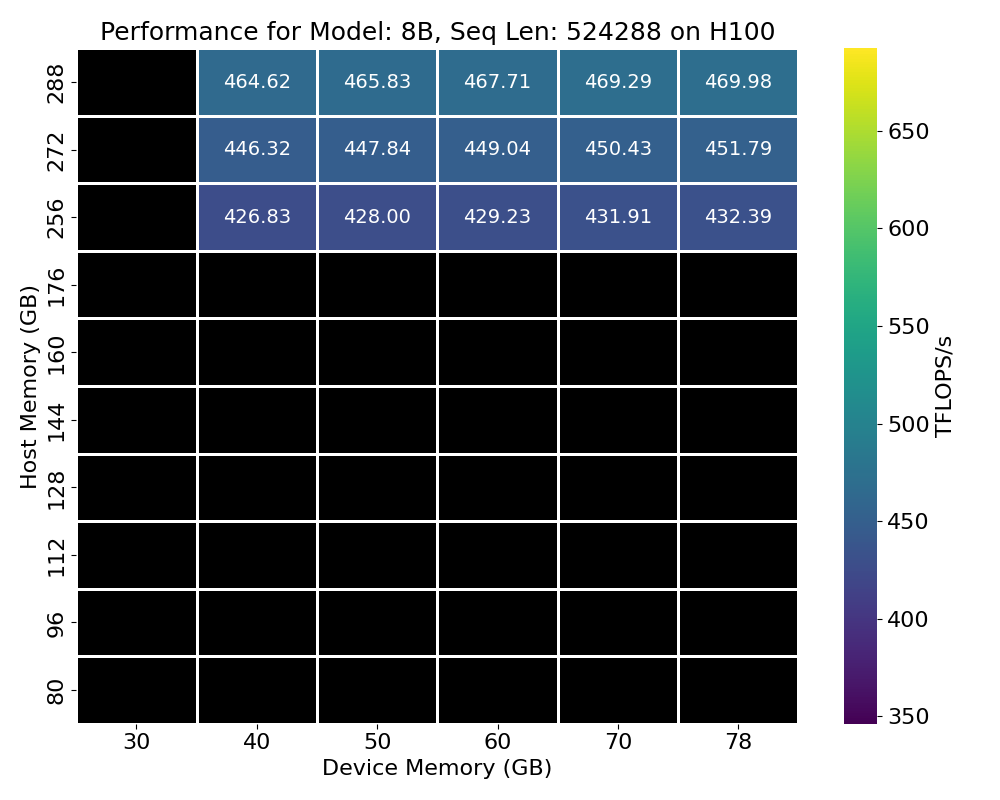 Performance for Model: 8B, Seq Len: 524288 on H100
288
464.62 465.83 467.71 469.29 469.98
272
446.32 447.84 449.04 450.43 451.79
256
426.83 428.00 429.23 431.91 432.39
176
160
144
128
112
96
80
Host Memory (GB)
30 40 50 60 70 78
Device Memory (GB)
650
600
550
500
450
400
350
TFLOPS/s